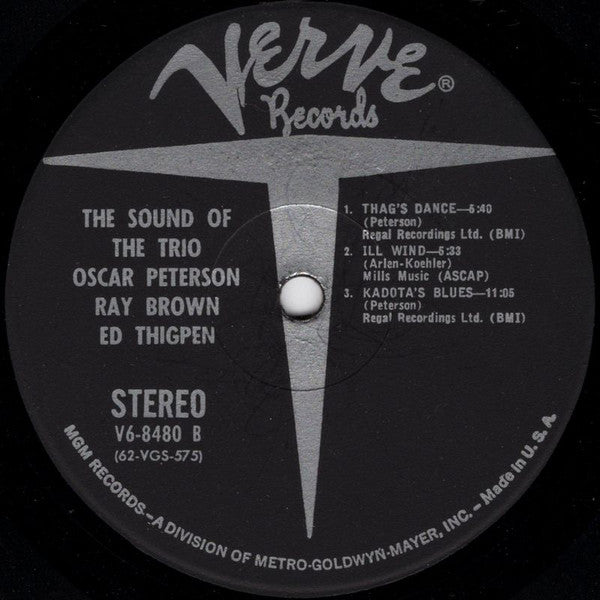 Verve®
Records
THE SOUND OF
THE TRIO
OSCAR PETERSON
RAY BROWN
ED THIGPEN
STEREO
V6-8480 B
(62-VGS-575)
1. THAG'S DANCE—5:40
(Peterson)
Regal Recordings Ltd. (BMI)
2. ILL WIND—5:33
(Arlen-Koehler)
Mills Music (ASCAP)
3. KADOTA'S BLUES—11:05
(Peterson)
Regal Recordings Ltd. (BMI)
MGM RECORDS—A DIVISION OF METRO-GOLDWYN-MAYER, INC. – Made in U. S. A.